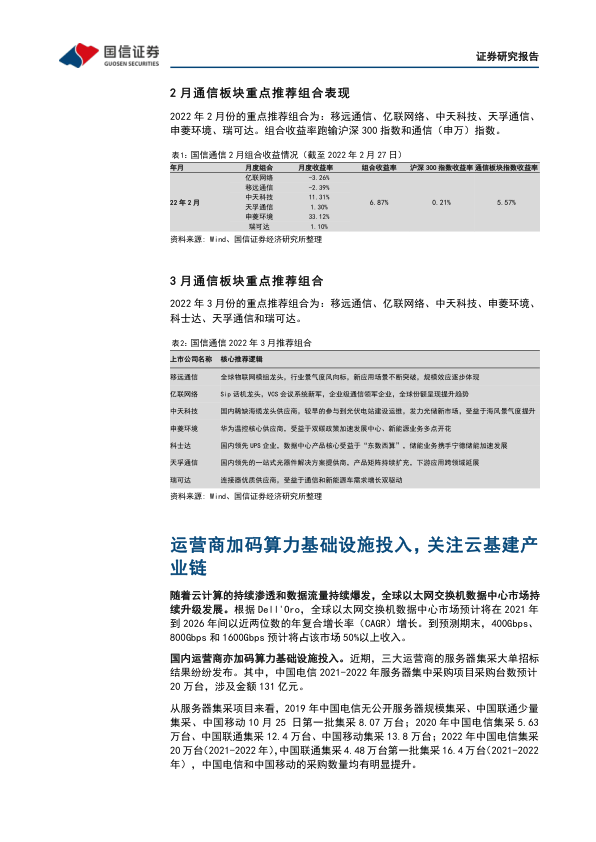 国信证券
GUOSEN SECURITIES
证券研究报告
2 月通信板块重点推荐组合表现
2022 年 2 月份的重点推荐组合为：移远通信、亿联网络、中天科技、天孚通信、
申菱环境、瑞可达。组合收益率跑输沪深 300 指数和通信（申万）指数。
表1：国信通信 2 月组合收益情况（截至 2022 年 2 月 27 日）
年月 月度组合 月度收益率 组合收益率 沪深 300 指数收益率 通信板块指数收益率
亿联网络 -3.26%
移远通信 -2.39%
中天科技 11.31%
22 年 2 月 天孚通信 1.30% 6.87% 0.21% 5.57%
申菱环境 33.12%
瑞可达 1.10%
资料来源：Wind、国信证券经济研究所整理
3 月通信板块重点推荐组合
2022 年 3 月份的重点推荐组合为：移远通信、亿联网络、中天科技、申菱环境、
科士达、天孚通信和瑞可达。
表2：国信通信 2022 年 3 月推荐组合
上市公司名称 核心推荐逻辑
移远通信 全球物联网模组龙头，行业景气度风向标，新应用场景不断突破，规模效应逐步体现
亿联网络 Sip 话机龙头，VCS 会议系统新军，企业级通信领军企业，全球份额呈现提升趋势
中天科技 国内稀缺海缆龙头供应商，较早的参与到光伏电站建设运维，发力光储新市场，受益于海风景气度提升
申菱环境 华为温控核心供应商，受益于双碳政策加速发展中心、新能源业务多点开花
科士达 国内领先 UPS 企业，数据中心产品核心受益于“东数西算”，储能业务携手宁德储能加速发展
天孚通信 国内领先的一站式光器件解决方案提供商，产品矩阵持续扩充，下游应用跨领域延展
瑞可达 连接器优质供应商，受益于通信和新能源车需求增长双驱动
资料来源：Wind、国信证券经济研究所整理
运营商加码算力基础设施投入，关注云基建产
业链
随着云计算的持续渗透和数据流量持续爆发，全球以太网交换机数据中心市场持
续升级发展。根据 Dell'Oro，全球以太网交换机数据中心市场预计将在 2021 年
到 2026 年间以近两位数的年复合增长率（CAGR）增长。到预测期末，400Gbps、
800Gbps 和 1600Gbps 预计将占该市场 50%以上收入。
国内运营商亦加码算力基础设施投入。近期，三大运营商的服务器集采大单招标
结果纷纷发布。其中，中国电信 2021-2022 年服务器集中采购项目采购台数预计
20 万台，涉及金额 131 亿元。
从服务器集采项目来看，2019 年中国电信无公开服务器规模集采、中国联通少量
集采、中国移动 10 月 25 日第一批集采 8.07 万台；2020 年中国电信集采 5.63
万台、中国联通集采 12.4 万台、中国移动集采 13.8 万台；2022 年中国电信集采
20 万台（2021-2022 年），中国联通集采 4.48 万台第一批集采 16.4 万台（2021-2022
年），中国电信和中国移动的采购数量均有明显提升。